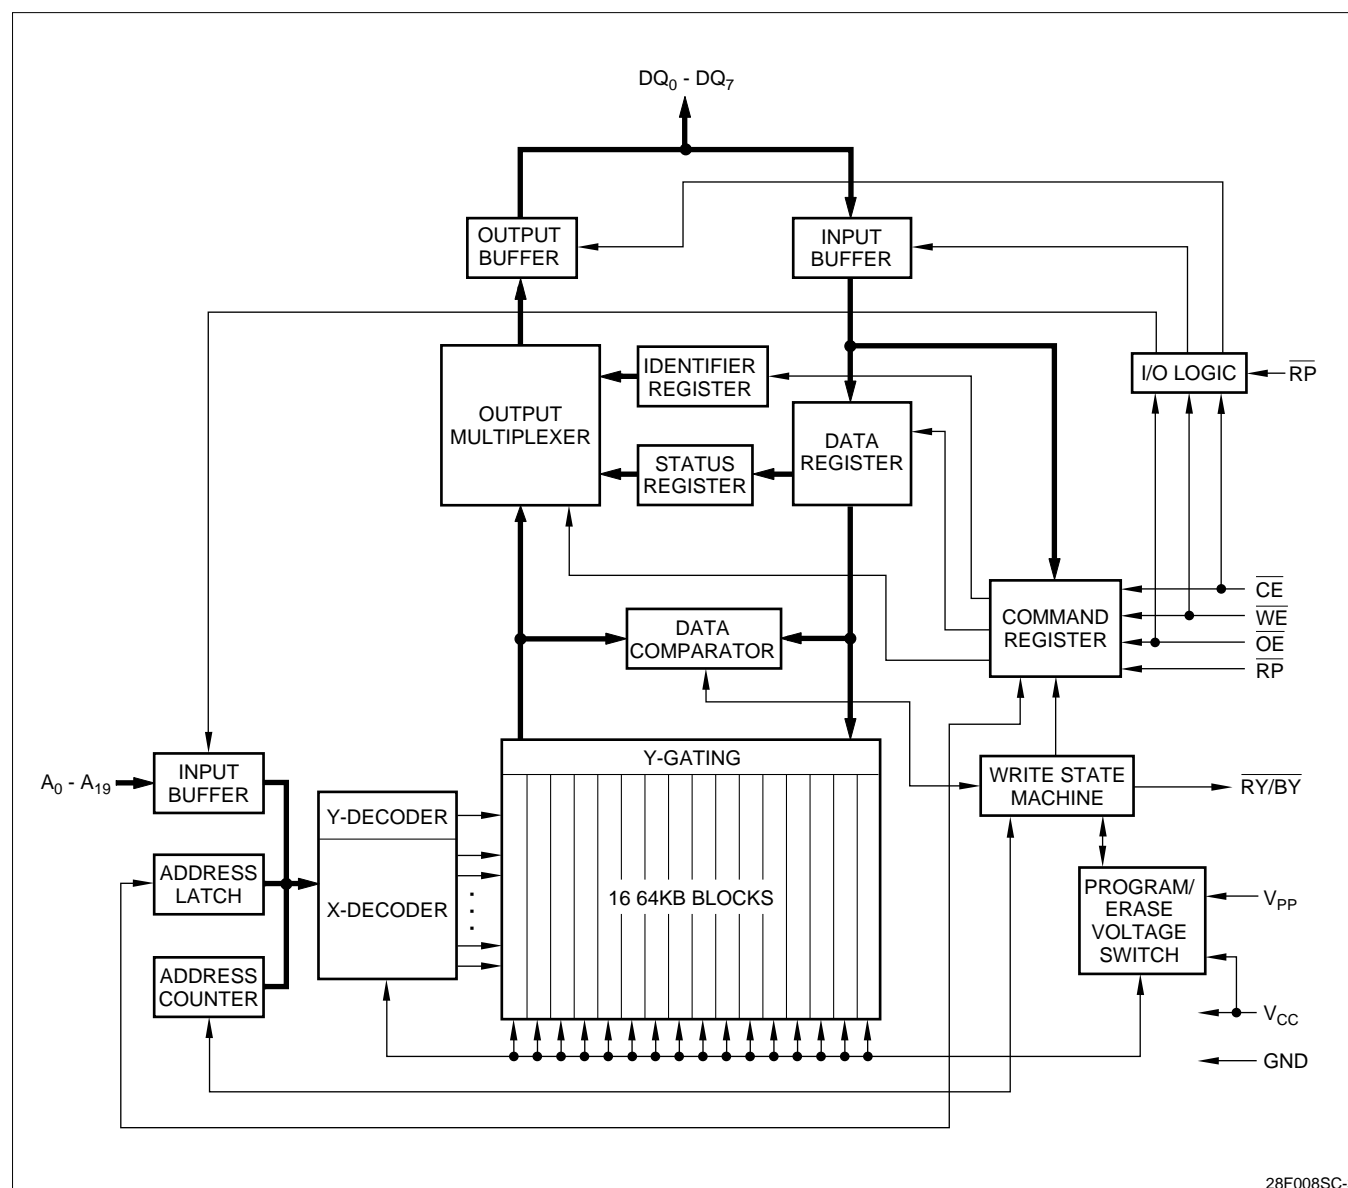 DQ0 - DQ7
OUTPUT
BUFFER
INPUT
BUFFER
IDENTIFIER
REGISTER
I/O LOGIC
RP
OUTPUT
MULTIPLEXER
DATA
REGISTER
STATUS
REGISTER
COMMAND
REGISTER
CE
WE
OE
RP
DATA
COMPARATOR
Y-GATING
A0 - A19
INPUT
BUFFER
WRITE STATE
MACHINE
RY/BY
Y-DECODER
ADDRESS
LATCH
X-DECODER
16 64KB BLOCKS
PROGRAM/
ERASE
VOLTAGE
SWITCH
VPP
ADDRESS
COUNTER
VCC
GND